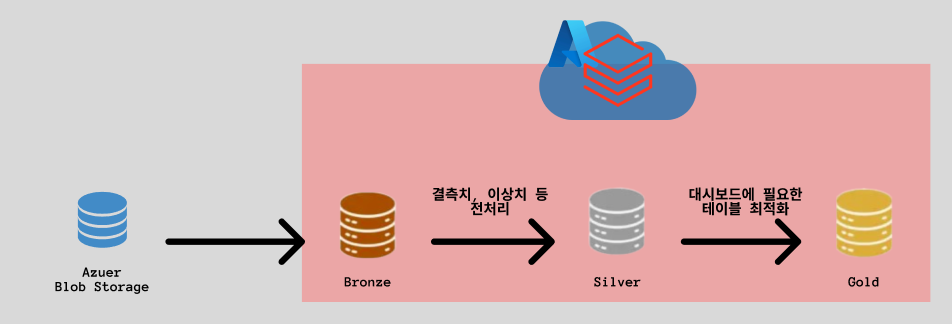 결측치, 이상치 등
전처리
대시보드에 필요한
테이블 최적화
Azuer
Blob Storage
Bronze
Silver
Gold